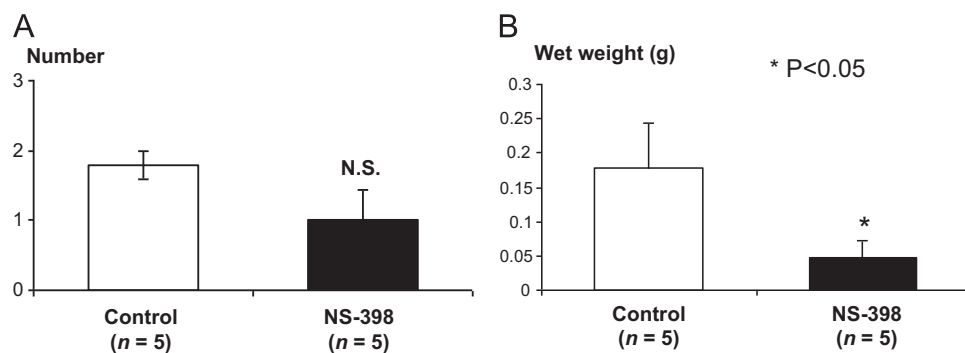 A
Number
3
2
1
0
N.S.
Control
(n = 5)
NS-398
(n = 5)
B
Wet weight (g)
* P<0.05
0.3
0.25
0.2
0.15
0.1
0.05
0
*
Control
(n = 5)
NS-398
(n = 5)